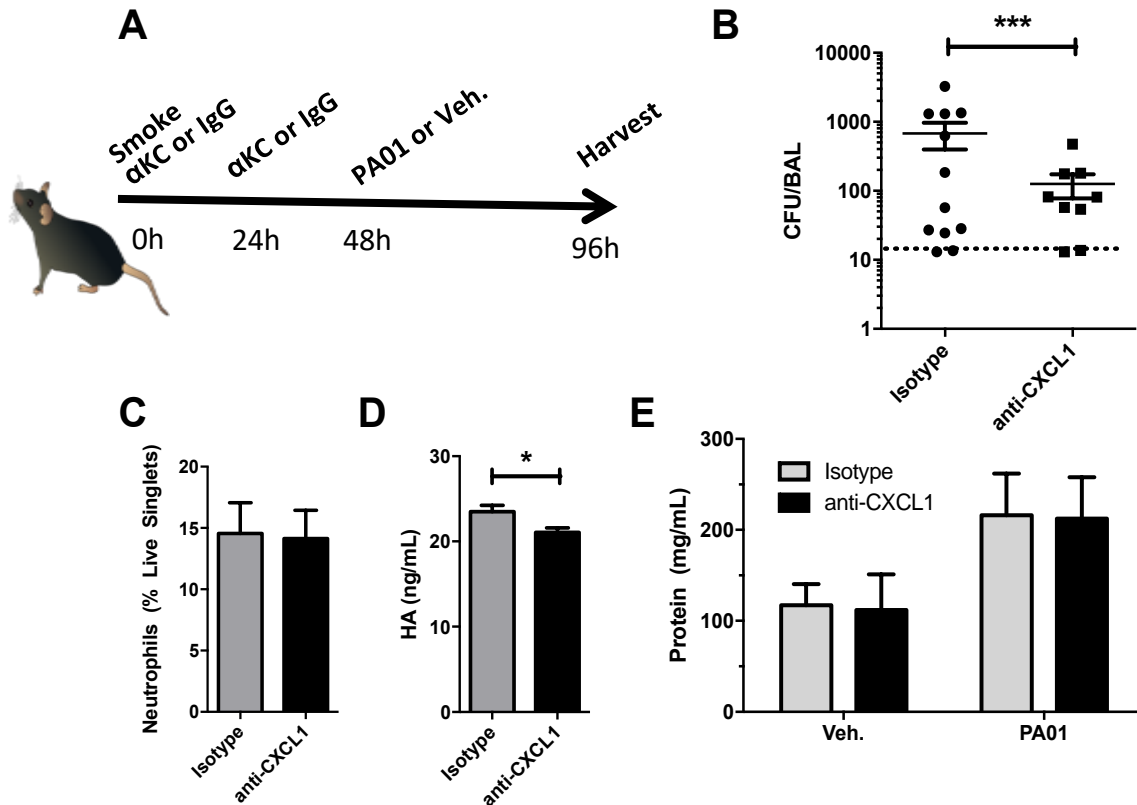 A
Smoke
αKC or IgG
αKC or IgG
PA01 or Veh.
Harvest
0h
24h
48h
96h
B
***
CFU/BAL
10000
1000
100
10
1
Isotype
anti-CXCL1
C
Neutrophils (% Live Singlets)
20
15
10
5
0
Isotype
anti-CXCL1
D
*
HA (ng/mL)
30
20
10
0
Isotype
anti-CXCL1
E
Isotype
anti-CXCL1
Protein (mg/mL)
300
200
100
0
Veh.
PA01